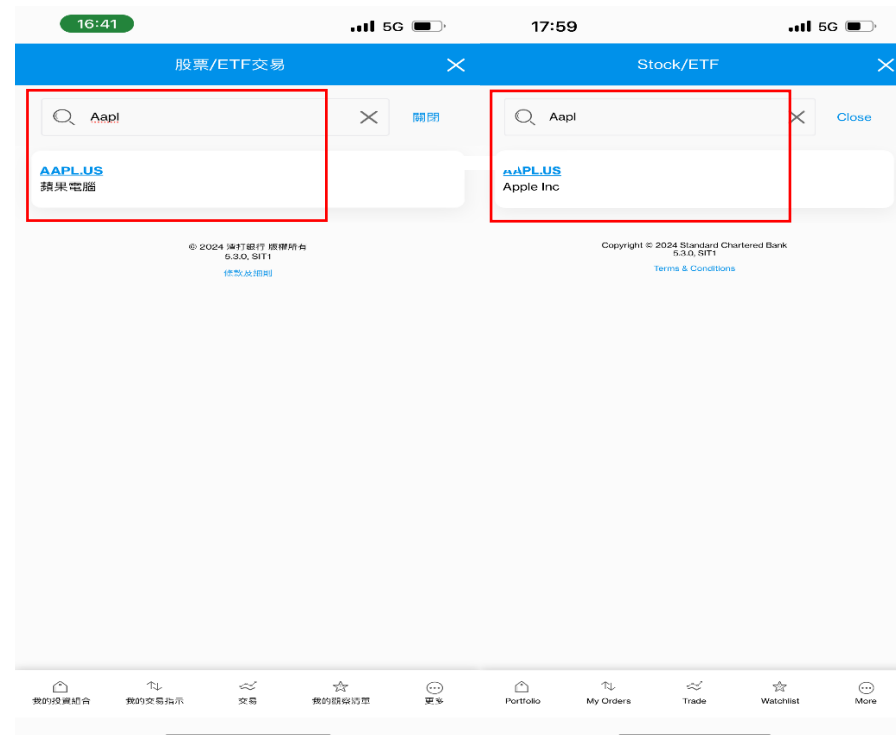 16:41
5G
股票/ETF交易
Aapl
關閉
AAPL.US
蘋果電腦
© 2024 渣打銀行 版權所有
5.3.0, SIT1
條款及細則
我的投資組合
我的交易指示
交易
我的觀察清單
更多
17:59
5G
Stock/ETF
Aapl
Close
AAPL.US
Apple Inc
Copyright © 2024 Standard Chartered Bank
5.3.0, SIT1
Terms & Conditions
Portfolio
My Orders
Trade
Watchlist
More